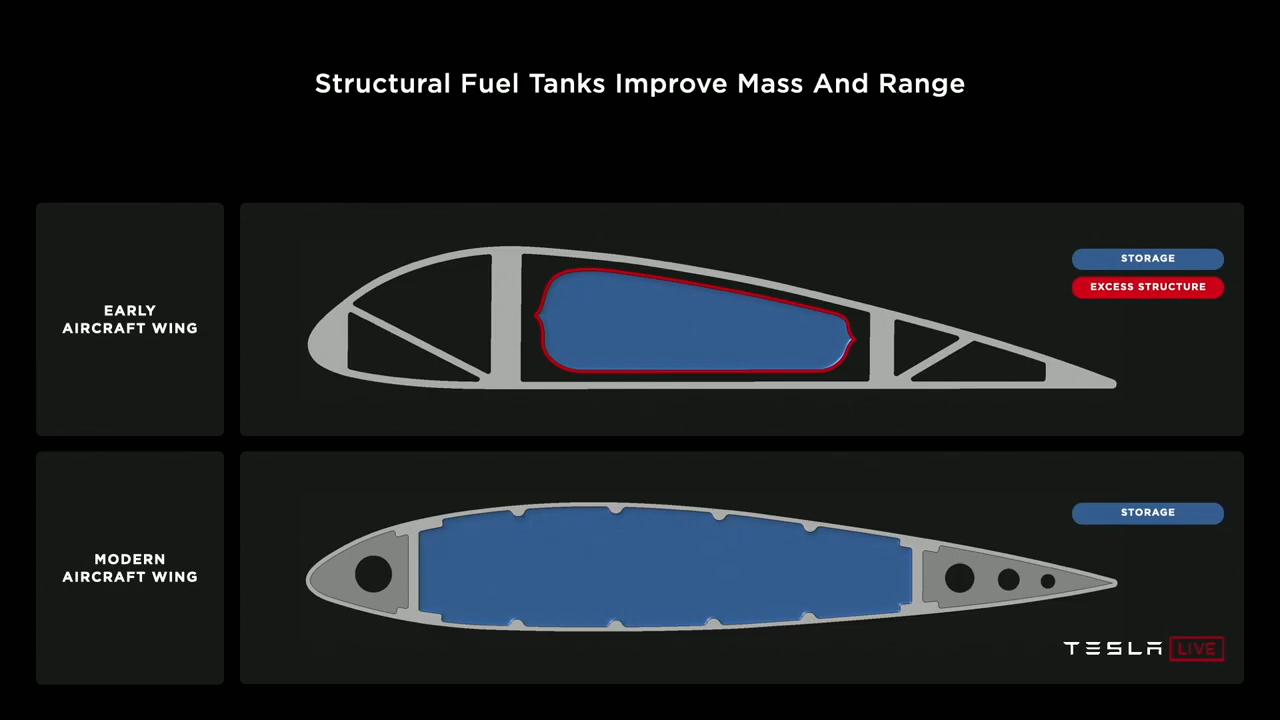 Structural Fuel Tanks Improve Mass And Range
EARLY
AIRCRAFT WING
STORAGE
EXCESS STRUCTURE
MODERN
AIRCRAFT WING
STORAGE
TESLA LIVE